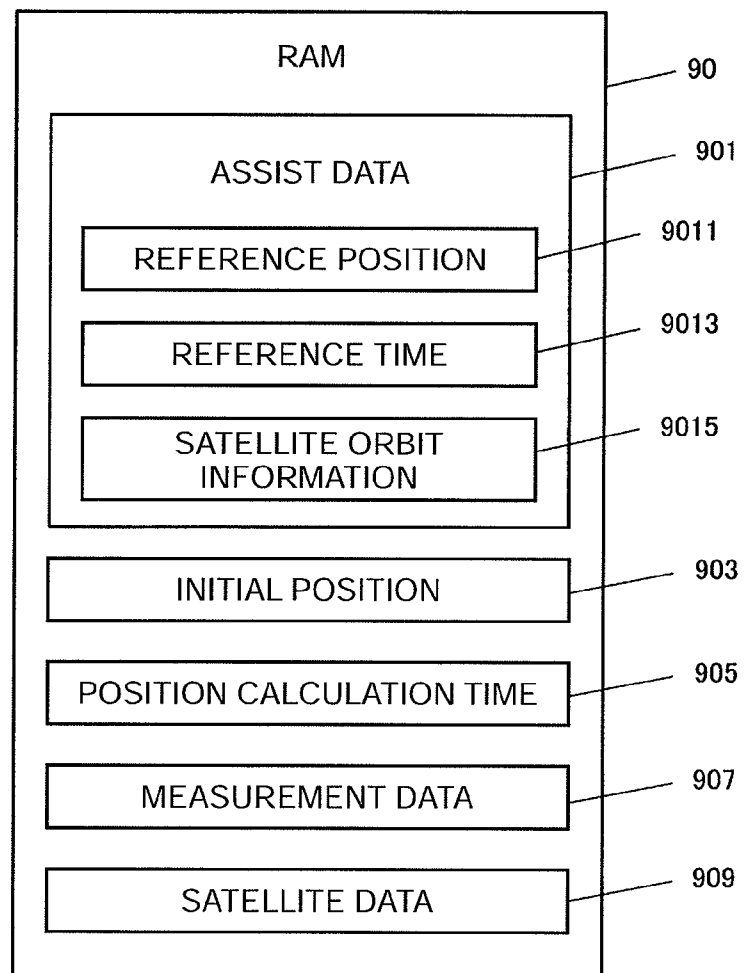 RAM
90
ASSIST DATA
901
REFERENCE POSITION
9011
REFERENCE TIME
9013
SATELLITE ORBIT
INFORMATION
9015
INITIAL POSITION
903
POSITION CALCULATION TIME
905
MEASUREMENT DATA
907
SATELLITE DATA
909